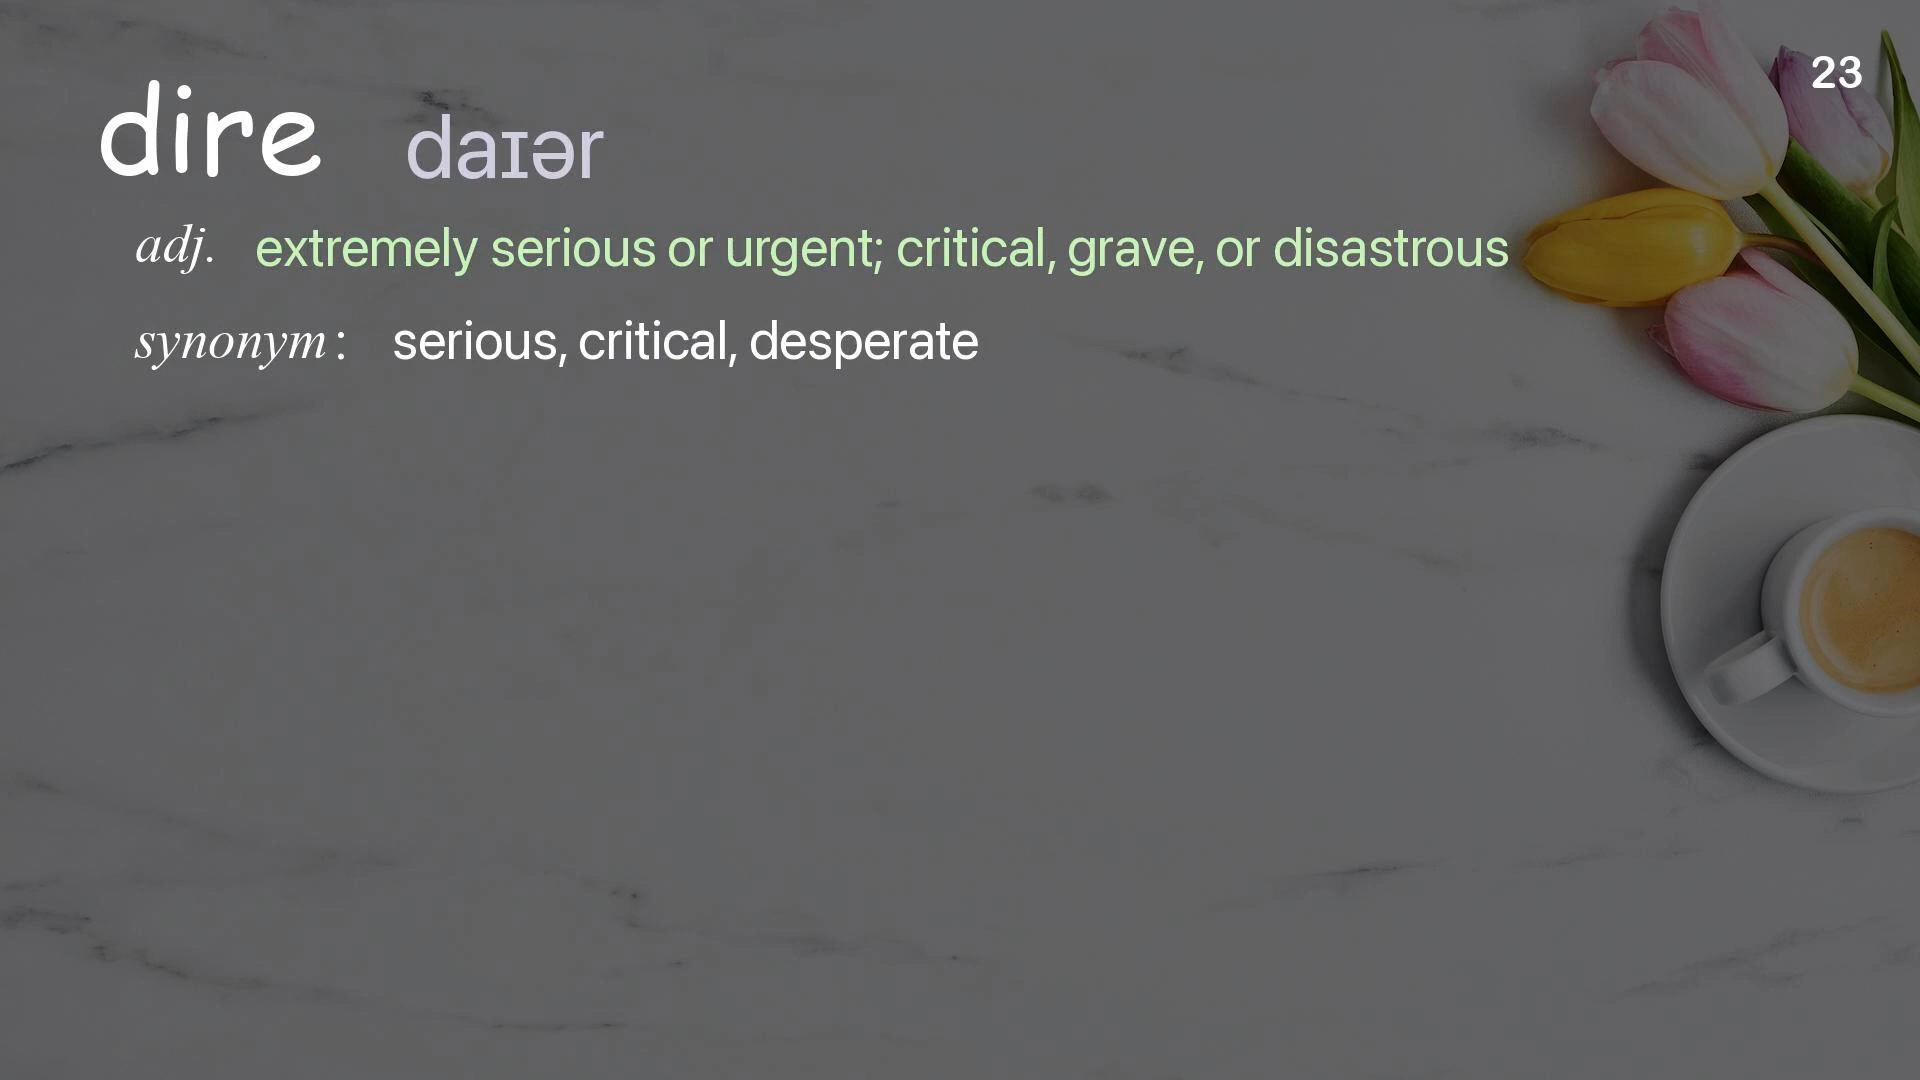 23
dire daɪər
adj. extremely serious or urgent; critical, grave, or disastrous
synonym : serious, critical, desperate